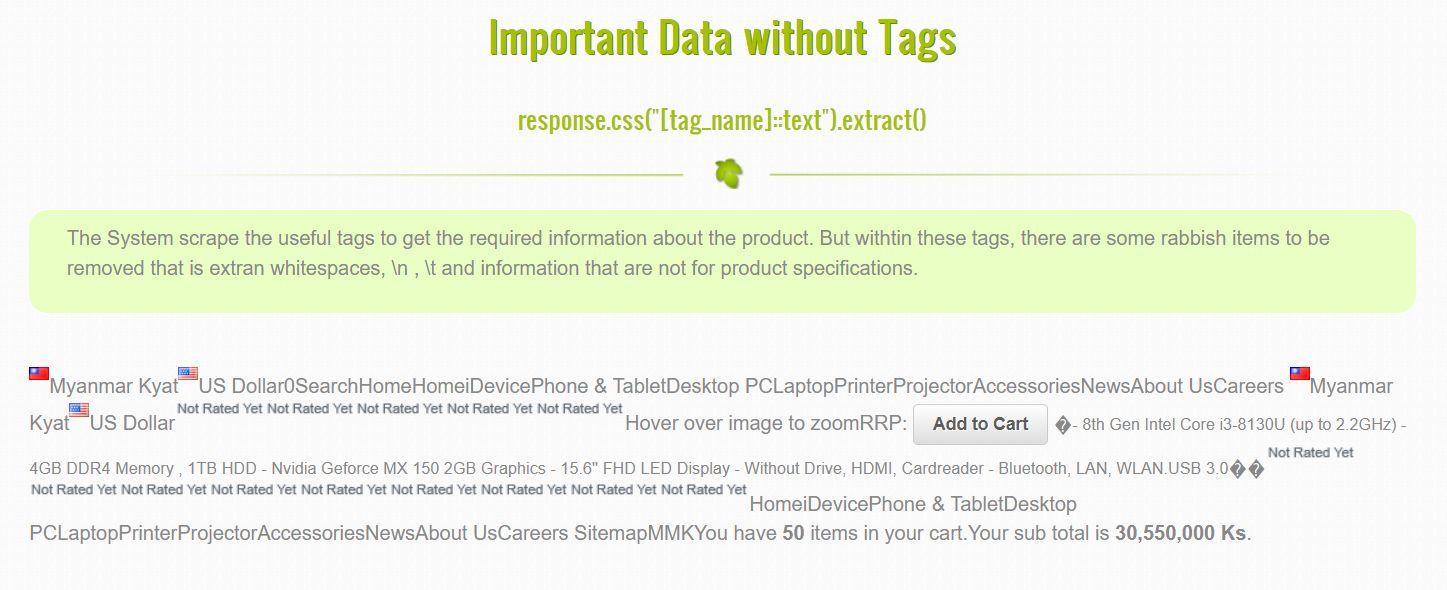 Important Data without Tags
response.css("[tag_name]::text").extract()
The System scrape the useful tags to get the required information about the product. But withtin these tags, there are some rabbish items to be
removed that is extran whitespaces, \n , \t and information that are not for product specifications.
Myanmar KyatUS Dollar0SearchHomeHomeiDevicePhone & TabletDesktop PCLaptopPrinterProjectorAccessoriesNewsAbout UsCareers Myanmar
KyatUS Dollar Not Rated Yet Not Rated Yet Not Rated Yet Not Rated Yet Not Rated Yet Hover over image to zoomRRP: Add to Cart �- 8th Gen Intel Core i3-8130U (up to 2.2GHz) -
4GB DDR4 Memory , 1TB HDD - Nvidia Geforce MX 150 2GB Graphics - 15.6" FHD LED Display - Without Drive, HDMI, Cardreader - Bluetooth, LAN, WLAN.USB 3.0�� Not Rated Yet
Not Rated Yet Not Rated Yet Not Rated Yet Not Rated Yet Not Rated Yet Not Rated Yet Not Rated Yet Not Rated Yet HomeiDevicePhone & TabletDesktop
PCLaptopPrinterProjectorAccessoriesNewsAbout UsCareers SitemapMMKYou have 50 items in your cart.Your sub total is 30,550,000 Ks.